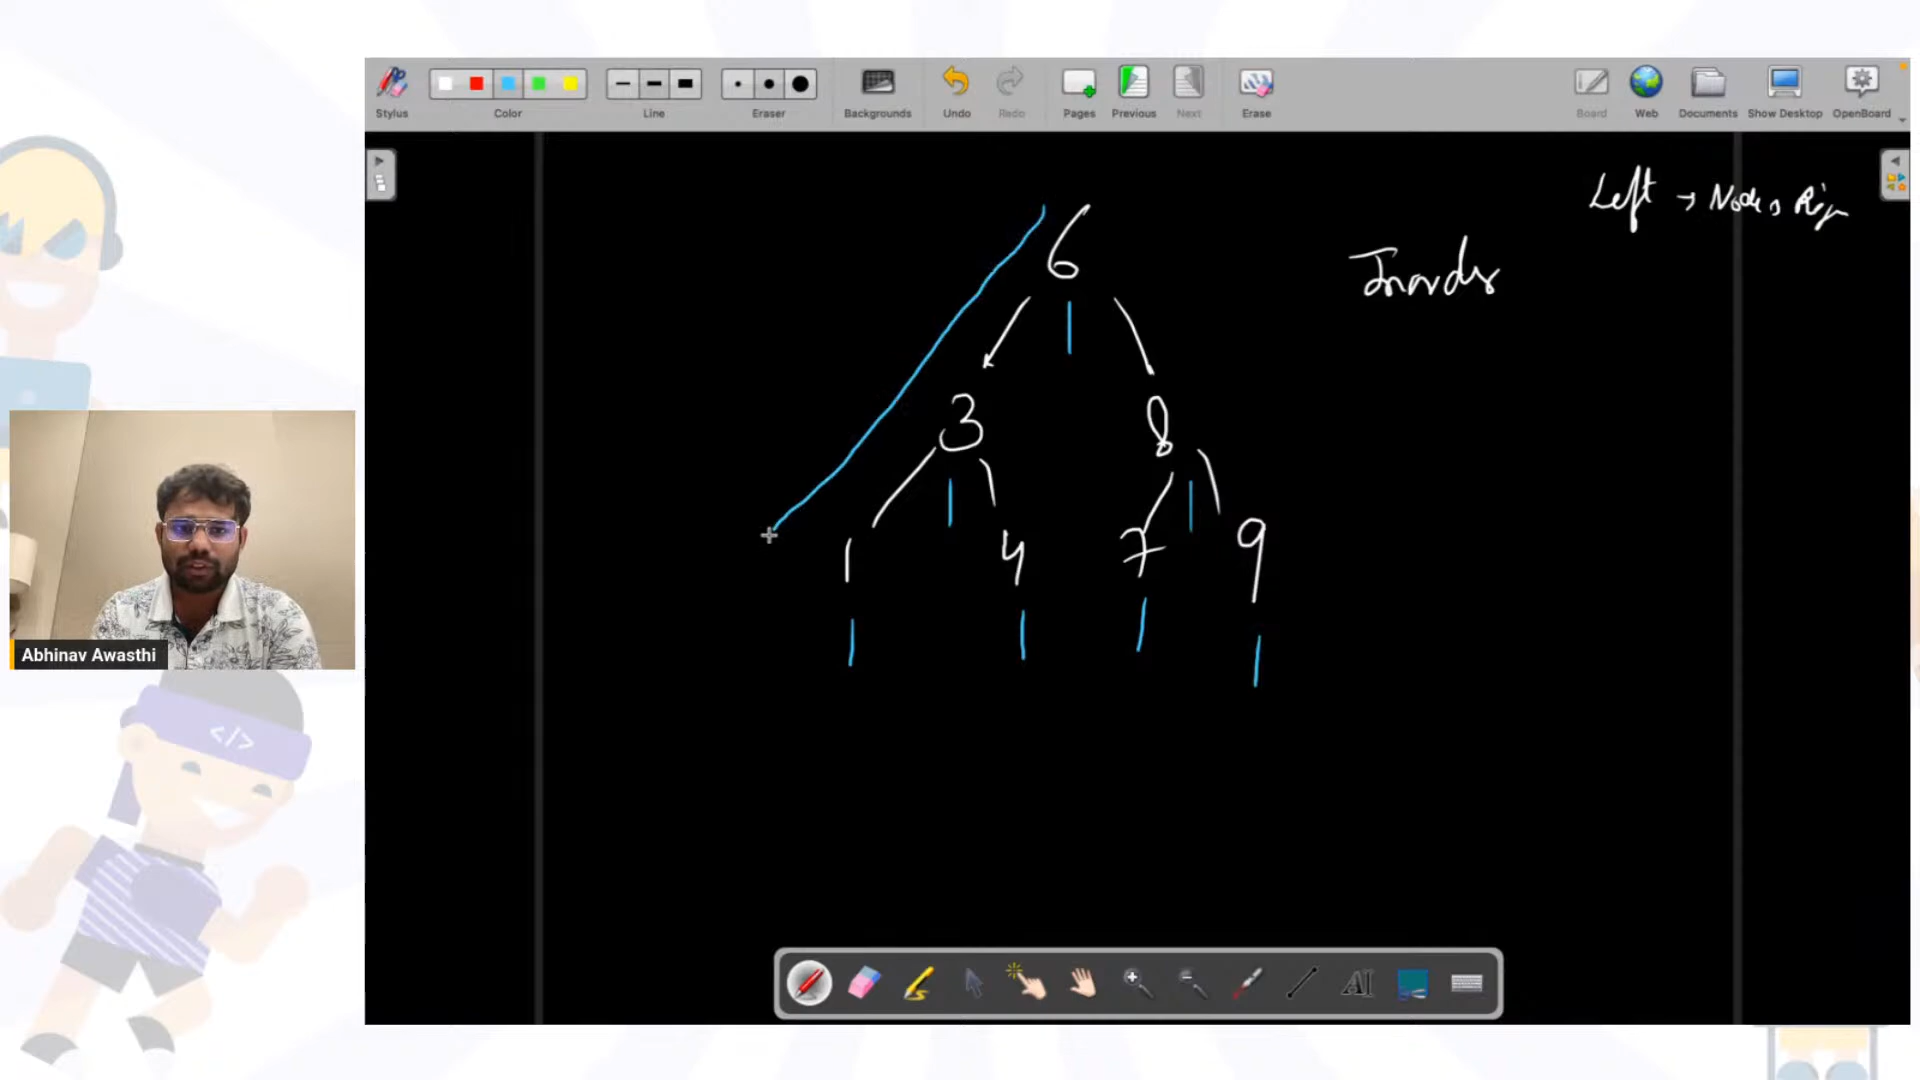 Stylus
Color
Line
Eraser
Backgrounds
Undo
Redo
Pages
Previous
Next
Erase
Board
Web
Documents
Show Desktop
OpenBoard
Left → Node →
Inorder
6
3 8
1 4 7 9
Abhinav Awasthi
</>
AI